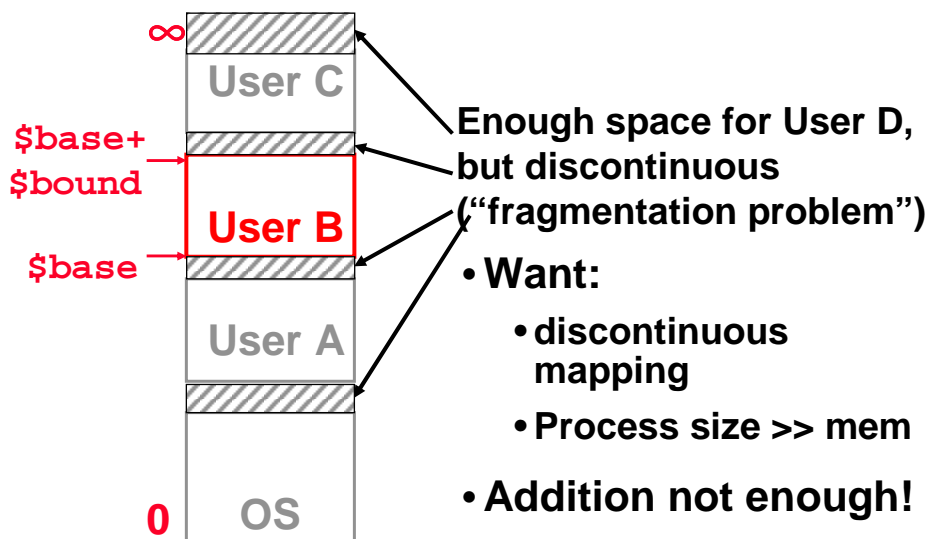 ∞
User C
$base+
$bound
User B
$base
User A
0
OS
Enough space for User D,
but discontinuous
(“fragmentation problem”)
• Want:
• discontinuous
mapping
• Process size >> mem
• Addition not enough!